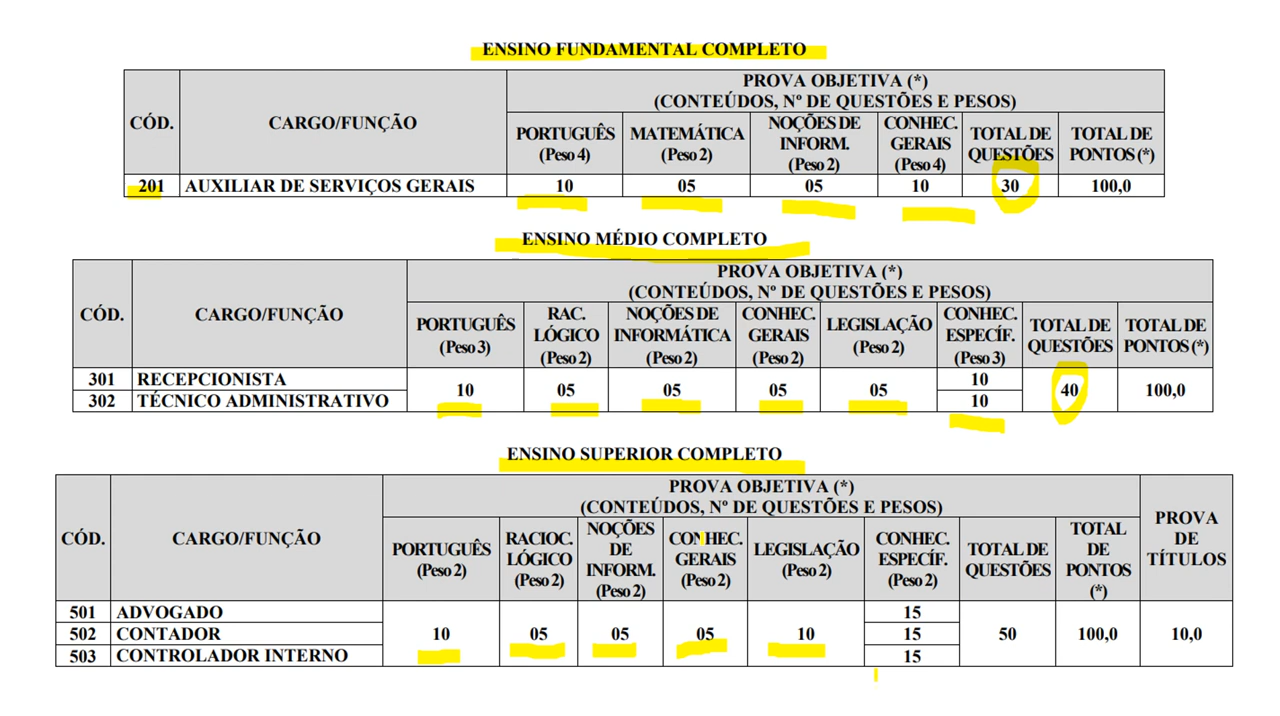 ENSINO FUNDAMENTAL COMPLETO
CÓD.
CARGO/FUNÇÃO
PROVA OBJETIVA (*)
(CONTEÚDOS, Nº DE QUESTÕES E PESOS)
PORTUGUÊS
(Peso 4)
MATEMÁTICA
(Peso 2)
NOÇÕES DE
INFORM.
(Peso 2)
CONHEC.
GERAIS
(Peso 4)
TOTAL DE
QUESTÕES
TOTAL DE
PONTOS (*)
201 AUXILIAR DE SERVIÇOS GERAIS 10 05 05 10 30 100,0
ENSINO MÉDIO COMPLETO
CÓD.
CARGO/FUNÇÃO
PROVA OBJETIVA (*)
(CONTEÚDOS, Nº DE QUESTÕES E PESOS)
PORTUGUÊS
(Peso 3)
RAC.
LÓGICO
(Peso 2)
NOÇÕES DE
INFORMÁTICA
(Peso 2)
CONHEC.
GERAIS
(Peso 2)
LEGISLAÇÃO
(Peso 2)
CONHEC.
ESPECÍF.
(Peso 3)
TOTAL DE
QUESTÕES
TOTAL DE
PONTOS (*)
301 RECEPCIONISTA 10
10 05 05 05 05 40 100,0
302 TÉCNICO ADMINISTRATIVO 10
ENSINO SUPERIOR COMPLETO
CÓD.
CARGO/FUNÇÃO
PROVA OBJETIVA (*)
(CONTEÚDOS, Nº DE QUESTÕES E PESOS)
PORTUGUÊS
(Peso 2)
RACIOC.
LÓGICO
(Peso 2)
NOÇÕES
DE
INFORM.
(Peso 2)
CONHEC.
GERAIS
(Peso 2)
LEGISLAÇÃO
(Peso 2)
CONHEC.
ESPECÍF.
(Peso 2)
TOTAL DE
QUESTÕES
TOTAL
DE
PONTOS
(*)
PROVA
DE
TÍTULOS
501 ADVOGADO 15
502 CONTADOR 10 05 05 05 10 15 50 100,0 10,0
503 CONTROLADOR INTERNO 15